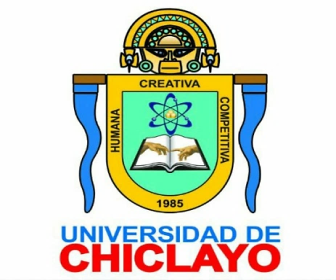 CREATIVA
HUMANA
COMPETITIVA
1985
UNIVERSIDAD DE
CHICLAYO